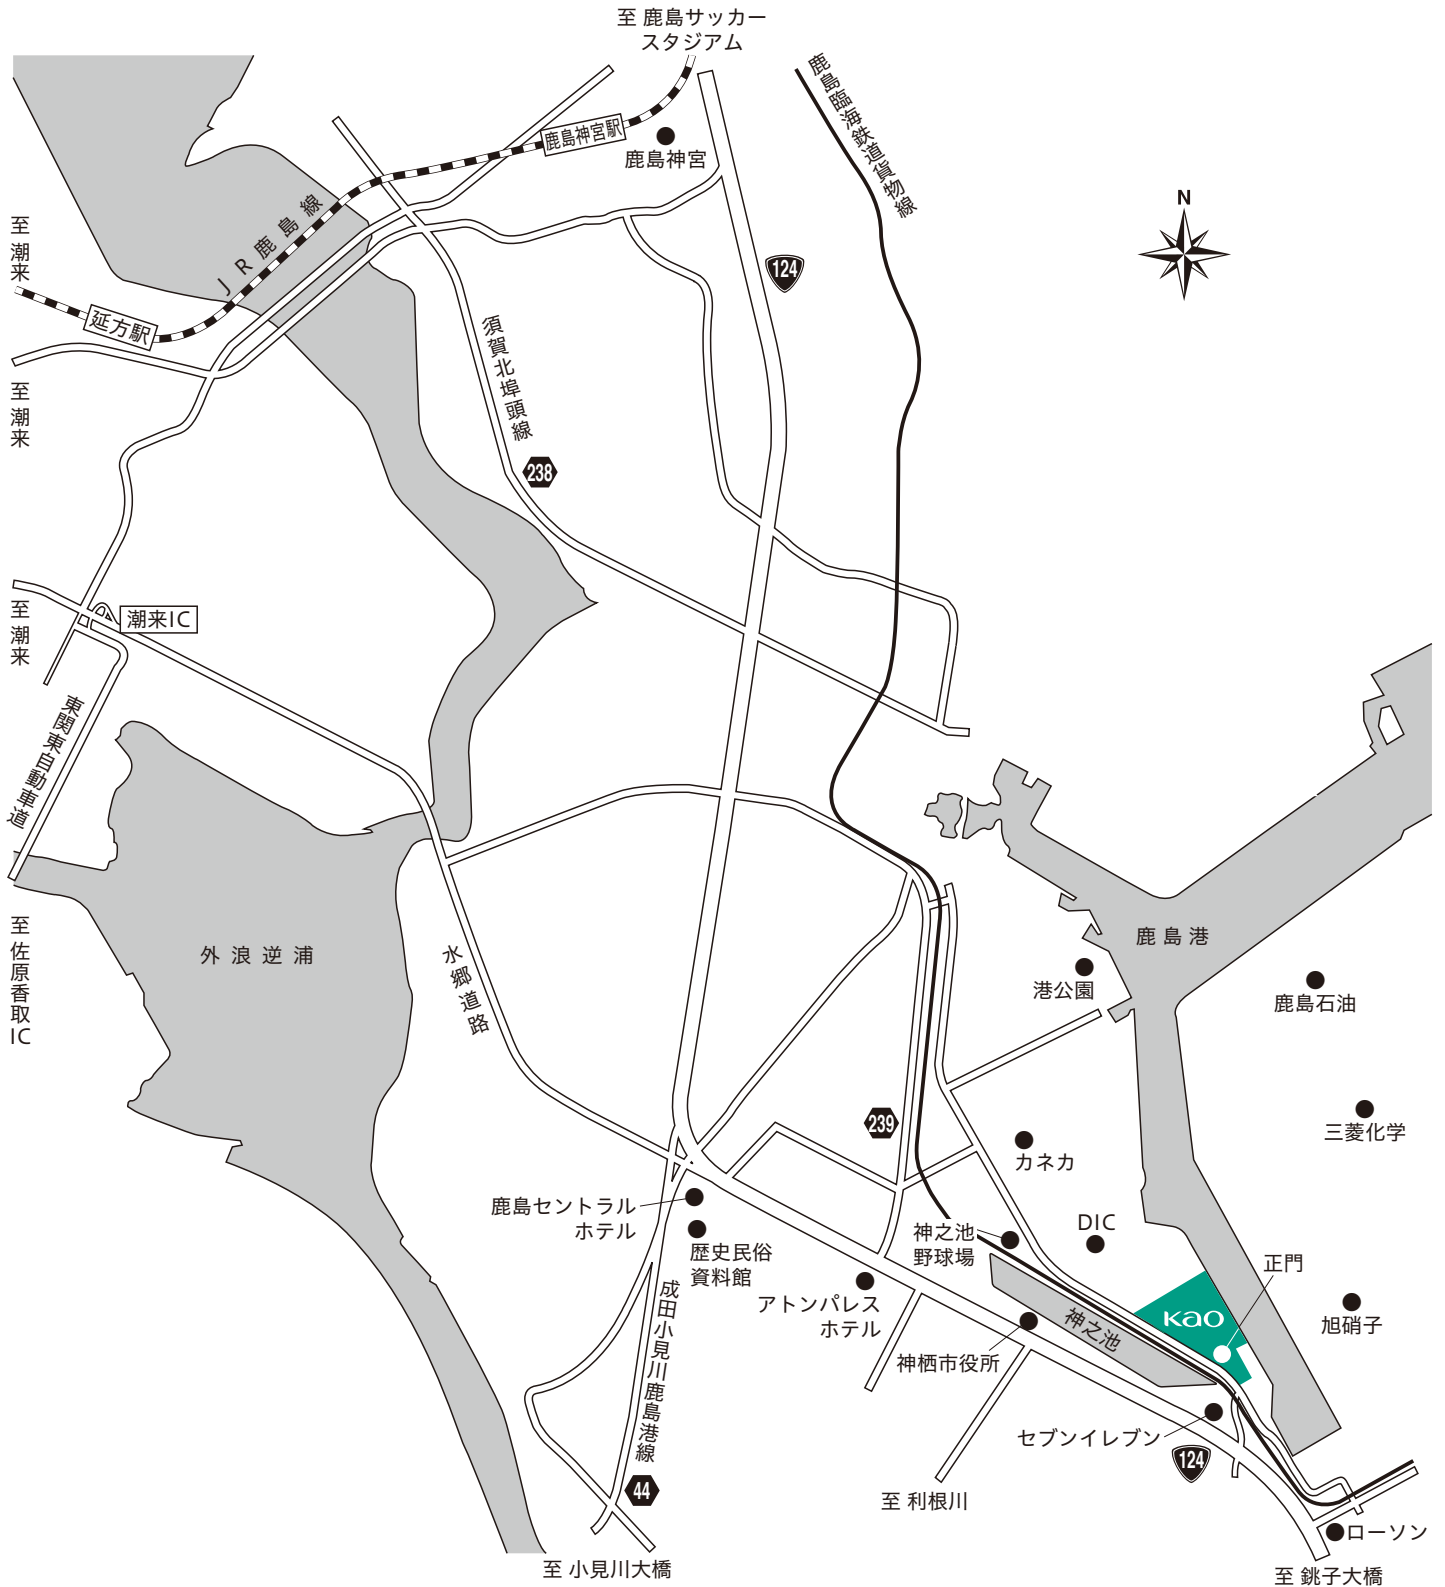 至 鹿島サッカー
スタジアム
鹿島臨海鉄道貨物線
鹿島神宮駅
鹿島神宮
N
JR鹿島線
至潮来
124
延方駅
須賀北埠頭線
至潮来
238
至潮来
潮来IC
東関東自動車道
至佐原香取IC
外浪逆浦
水郷道路
鹿島港
港公園
鹿島石油
239
三菱化学
カネカ
鹿島セントラル
ホテル
歴史民俗
資料館
神之池
野球場
DIC
正門
アトンパレス
ホテル
成田小見川鹿島港線
神之池
Kao
旭硝子
神栖市役所
セブンイレブン
124
44
至 利根川
ローソン
至 小見川大橋
至 銚子大橋